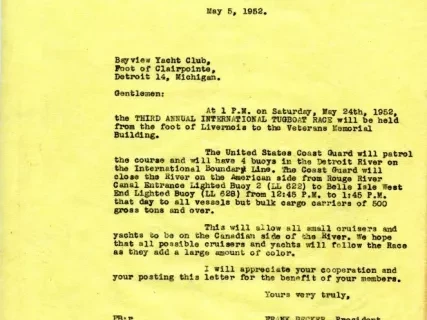 May 5, 1952.
Bayview Yacht Club,
Foot of Clairpointe,
Detroit 14, Michigan.
Gentlemen:
At 1 P.M. on Saturday, May 24th, 1952,
the THIRD ANNUAL INTERNATIONAL TUGBOAT RACE will be held
from the foot of Livernois to the Veterans Memorial
Building.
The United States Coast Guard will patrol
the course and will have 4 buoys in the Detroit River on
the International Boundary Line. The Coast Guard will
close the River on the American side from Rouge River
Canal Entrance Lighted Buoy 2 (LL 622) to Belle Isle West
End Lighted Buoy (LL 628) from 12:45 P.M. to 1:45 P.M.
that day to all vessels but bulk cargo carriers of 500
gross tons and over.
This will allow all small cruisers and
yachts to be on the Canadian side of the River. We hope
that all possible cruisers and yachts will follow the Race
as they add a large amount of color.
I will appreciate your cooperation and
your posting this letter for the benefit of your members.
Yours very truly,
FRANK BECKER, President